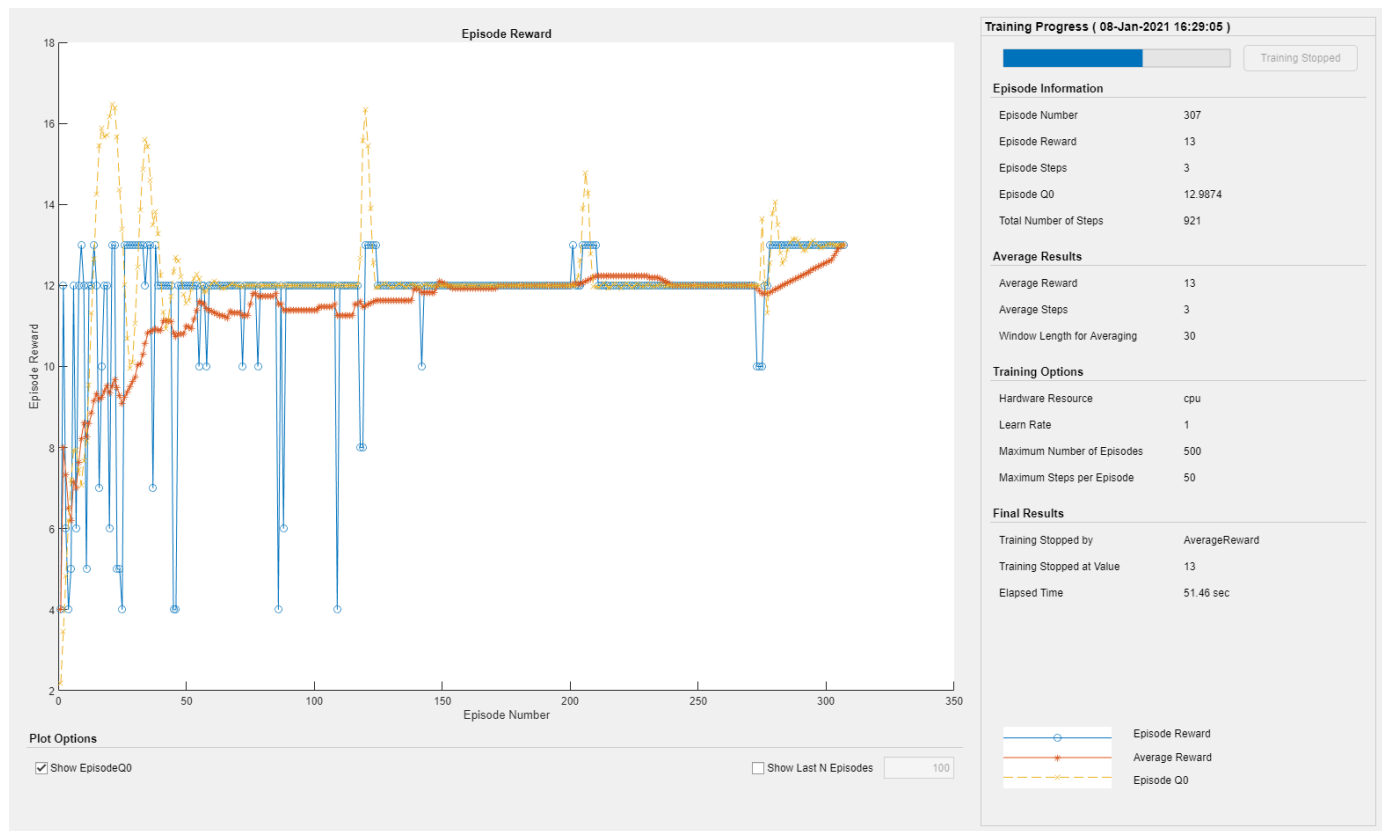 Episode Reward
18
16
14
12
10
8
6
4
2
Episode Reward
0 50 100 150 200 250 300 350
Episode Number
Plot Options
Show EpisodeQ0
Show Last N Episodes 100
Training Progress ( 08-Jan-2021 16:29:05 )
Training Stopped
Episode Information
Episode Number 307
Episode Reward 13
Episode Steps 3
Episode Q0 12.9874
Total Number of Steps 921
Average Results
Average Reward 13
Average Steps 3
Window Length for Averaging 30
Training Options
Hardware Resource cpu
Learn Rate 1
Maximum Number of Episodes 500
Maximum Steps per Episode 50
Final Results
Training Stopped by AverageReward
Training Stopped at Value 13
Elapsed Time 51.46 sec
Episode Reward
Average Reward
Episode Q0